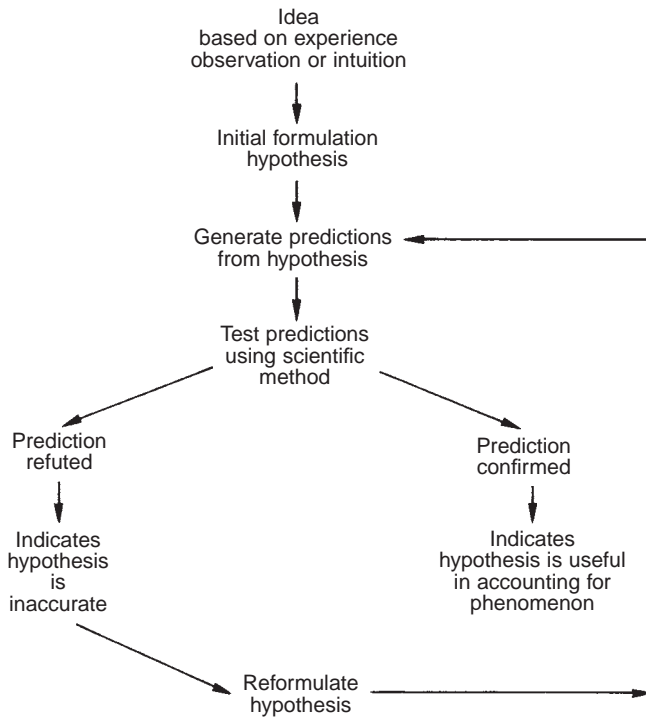 Idea
based on experience
observation or intuition
Initial formulation
hypothesis
Generate predictions
from hypothesis
Test predictions
using scientific
method
Prediction
refuted
Prediction
confirmed
Indicates
hypothesis
is
inaccurate
Indicates
hypothesis is useful
in accounting for
phenomenon
Reformulate
hypothesis